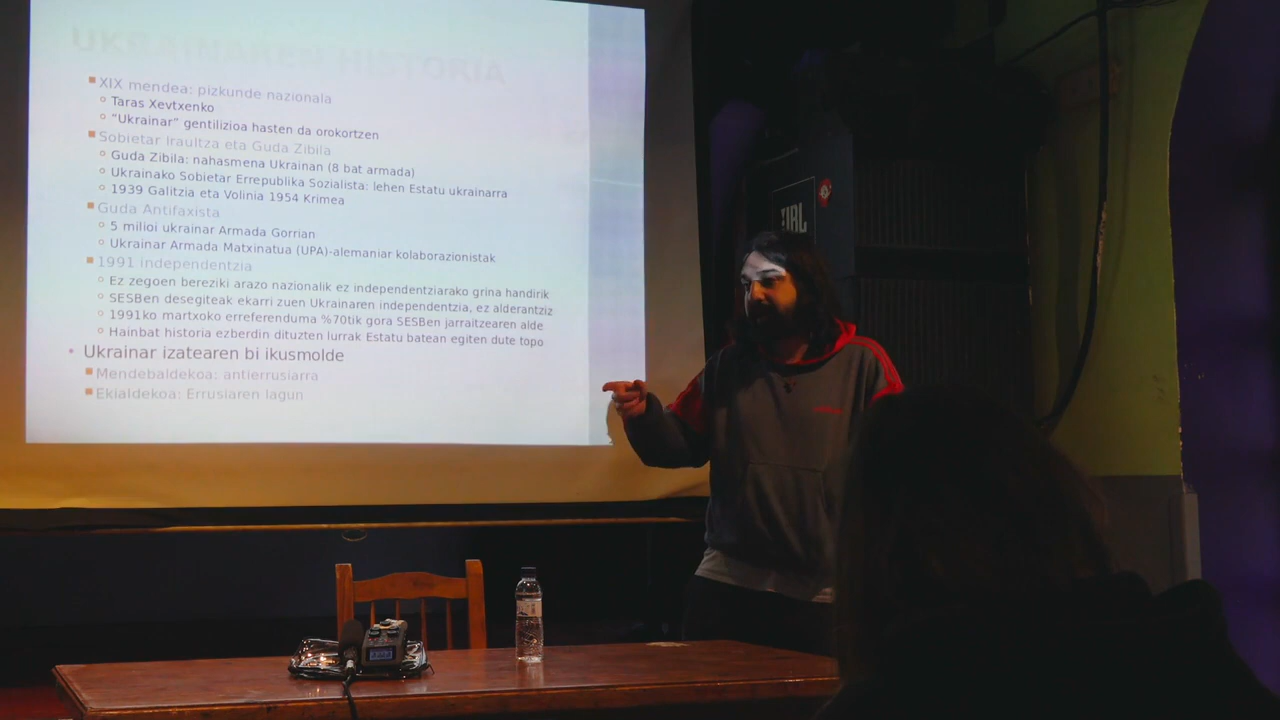 UKRAINAREN HISTORIA
XIX mendea: pizkunde nazionala
Taras Xevtxenko
"Ukrainar" gentilizioa hasten da orokortzen
Sobietar Iraultza eta Guda Zibila
Guda Zibila: nahasmena Ukrainan (8 bat armada)
Ukrainako Sobietar Errepublika Sozialista: lehen Estatu ukrainarra
1939 Galitzia eta Volinia 1954 Krimea
Guda Antifaxista
5 milioi ukrainar Armada Gorrian
Ukrainar Armada Matxinatua (UPA)-alemaniar kolaborazionistak
1991 independentzia
Ez zegoen bereziki arazo nazionalik ez independentziarako grina handirik
SESBen desegiteak ekarri zuen Ukrainaren independentzia, ez alderantziz
1991ko martxoko erreferenduma %70tik gora SESBen jarraitzearen alde
Hainbat historia ezberdin dituzten lurrak Estatu batean egiten dute topo
Ukrainar izatearen bi ikusmolde
Mendebaldekoa: antierrusiarra
Ekialdekoa: Errusiaren lagun
JBL